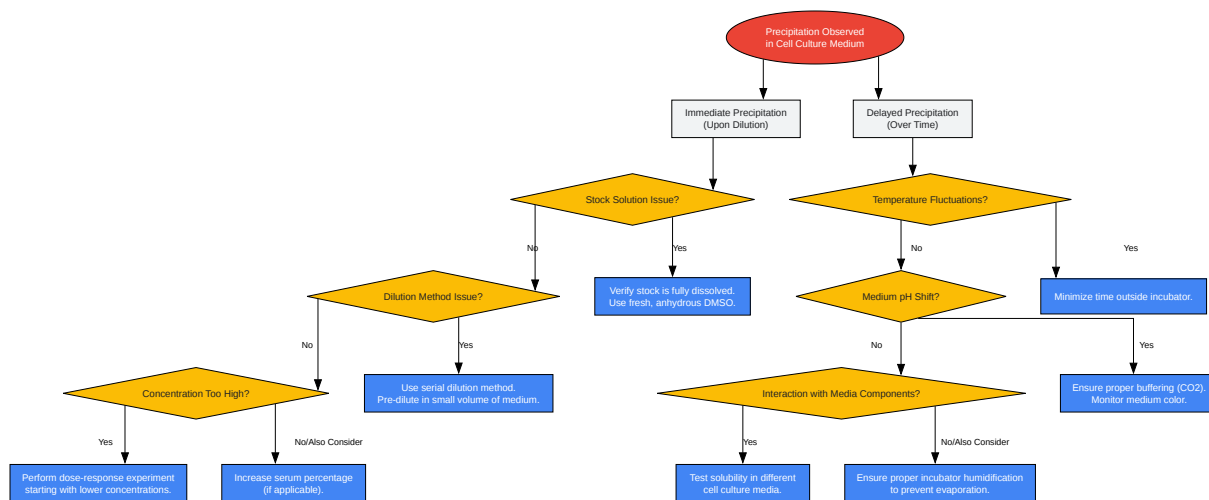 Precipitation Observed
in Cell Culture Medium
Immediate Precipitation
(Upon Dilution)
Delayed Precipitation
(Over Time)
Stock Solution Issue?
Temperature Fluctuations?
No
Yes
No
Yes
Dilution Method Issue?
Verify stock is fully dissolved.
Use fresh, anhydrous DMSO.
Medium pH Shift?
Minimize time outside incubator.
No
Yes
No
Yes
Concentration Too High?
Use serial dilution method.
Pre-dilute in small volume of medium.
Interaction with Media Components?
Ensure proper buffering (CO2).
Monitor medium color.
Yes
No/Also Consider
Yes
No/Also Consider
Perform dose-response experiment
starting with lower concentrations.
Increase serum percentage
(if applicable).
Test solubility in different
cell culture media.
Ensure proper incubator humidification
to prevent evaporation.